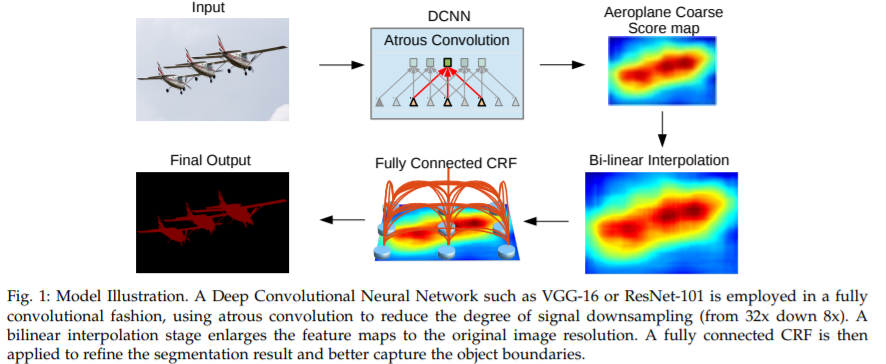 Input
DCNN
Atrous Convolution
Aeroplane Coarse
Score map
Final Output
Fully Connected CRF
Bi-linear Interpolation
Fig. 1: Model Illustration. A Deep Convolutional Neural Network such as VGG-16 or ResNet-101 is employed in a fully
convolutional fashion, using atrous convolution to reduce the degree of signal downsampling (from 32x down 8x). A
bilinear interpolation stage enlarges the feature maps to the original image resolution. A fully connected CRF is then
applied to refine the segmentation result and better capture the object boundaries.